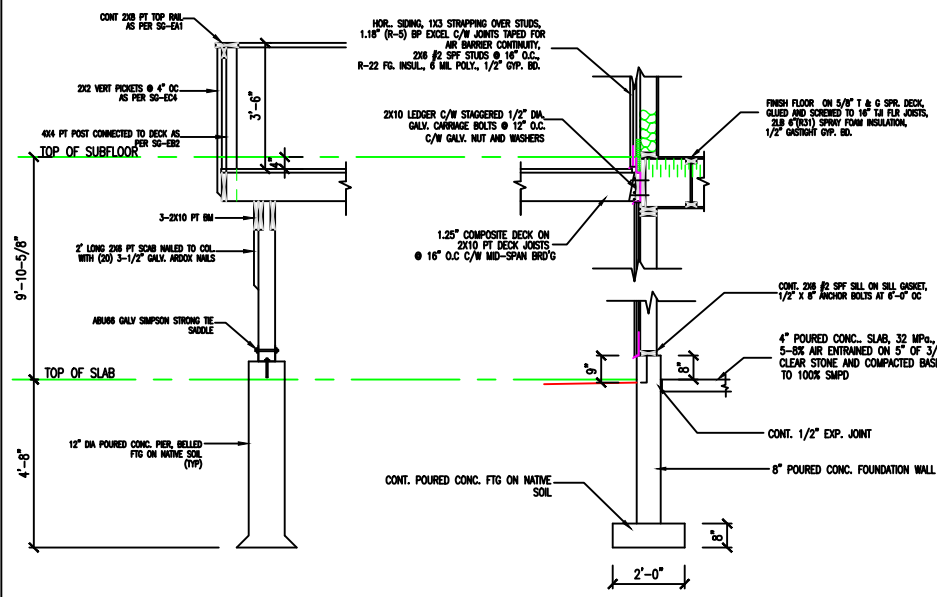 CONT 2X8 PT TOP RAIL
AS PER SG-EA1
2X2 VERT PICKETS @ 4" OC
AS PER SG-EC4
4X4 PT POST CONNECTED TO DECK AS
PER SG-EB2
TOP OF SUBFLOOR
3'-6"
4"
3-2X10 PT BM
2' LONG 2X6 PT SCAB NAILED TO COL.
WITH (20) 3-1/2" GALV. ARDOX NAILS
9'-10-5/8"
ABU66 GALV SIMPSON STRONG TIE
SADDLE
TOP OF SLAB
12" DIA POURED CONC. PIER, BELLED
FTG ON NATIVE SOIL
(TYP)
4'-8"
HOR.. SIDING, 1X3 STRAPPING OVER STUDS,
1.18" (R-5) BP EXCEL C/W JOINTS TAPED FOR
AIR BARRIER CONTINUITY,
2X6 #2 SPF STUDS @ 16" O.C.,
R-22 FG. INSUL., 6 MIL POLY., 1/2" GYP. BD.
2X10 LEDGER C/W STAGGERED 1/2" DIA.
GALV. CARRIAGE BOLTS @ 12" O.C.
C/W GALV. NUT AND WASHERS
1.25" COMPOSITE DECK ON
2X10 PT DECK JOISTS
@ 16" O.C C/W MID-SPAN BRD'G
FINISH FLOOR ON 5/8" T & G SPR. DECK,
GLUED AND SCREWED TO 16" TJI FLR JOISTS,
2LB 6"(R31) SPRAY FOAM INSULATION,
1/2" GASTIGHT GYP. BD.
CONT. 2X6 #2 SPF SILL ON SILL GASKET,
1/2" X 8" ANCHOR BOLTS AT 6'-0" OC
4" POURED CONC.. SLAB, 32 MPa.,
5-8% AIR ENTRAINED ON 5" OF 3/
CLEAR STONE AND COMPACTED BASE
TO 100% SMPD
9"
8"
CONT. 1/2" EXP. JOINT
8" POURED CONC. FOUNDATION WALL
CONT. POURED CONC. FTG ON NATIVE
SOIL
8"
2'-0"